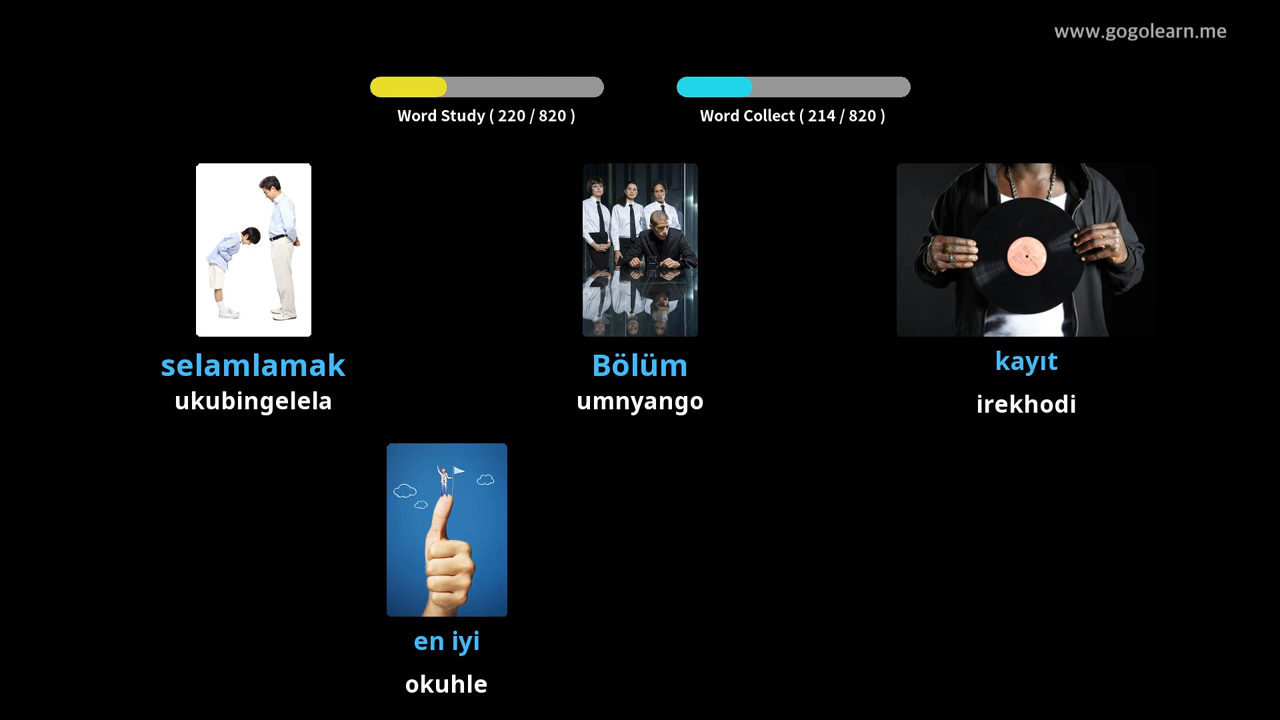 www.gogolearn.me
Word Study ( 220 / 820 )
Word Collect ( 214 / 820 )
selamlamak
ukubingelela
Bölüm
umnyango
kayıt
irekhodi
en iyi
okuhle